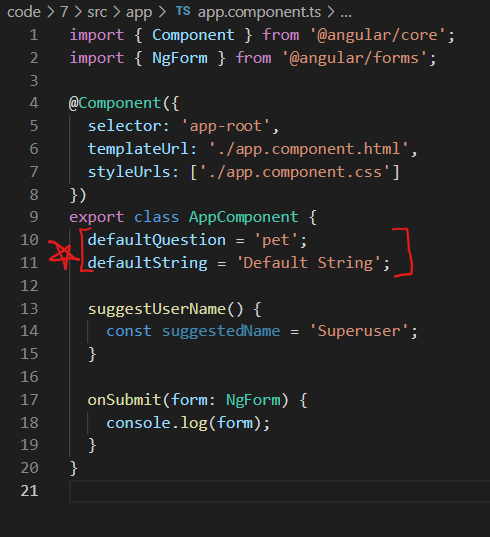 code > 7 > src > app > TS app.component.ts > ...
1 import { Component } from '@angular/core';
2 import { NgForm } from '@angular/forms';
3
4 @Component({
5   selector: 'app-root',
6   templateUrl: './app.component.html',
7   styleUrls: ['./app.component.css']
8 })
9 export class AppComponent {
10   defaultQuestion = 'pet';
11   defaultString = 'Default String';
12
13   suggestUserName() {
14     const suggestedName = 'Superuser';
15   }
16
17   onSubmit(form: NgForm) {
18     console.log(form);
19   }
20 }
21